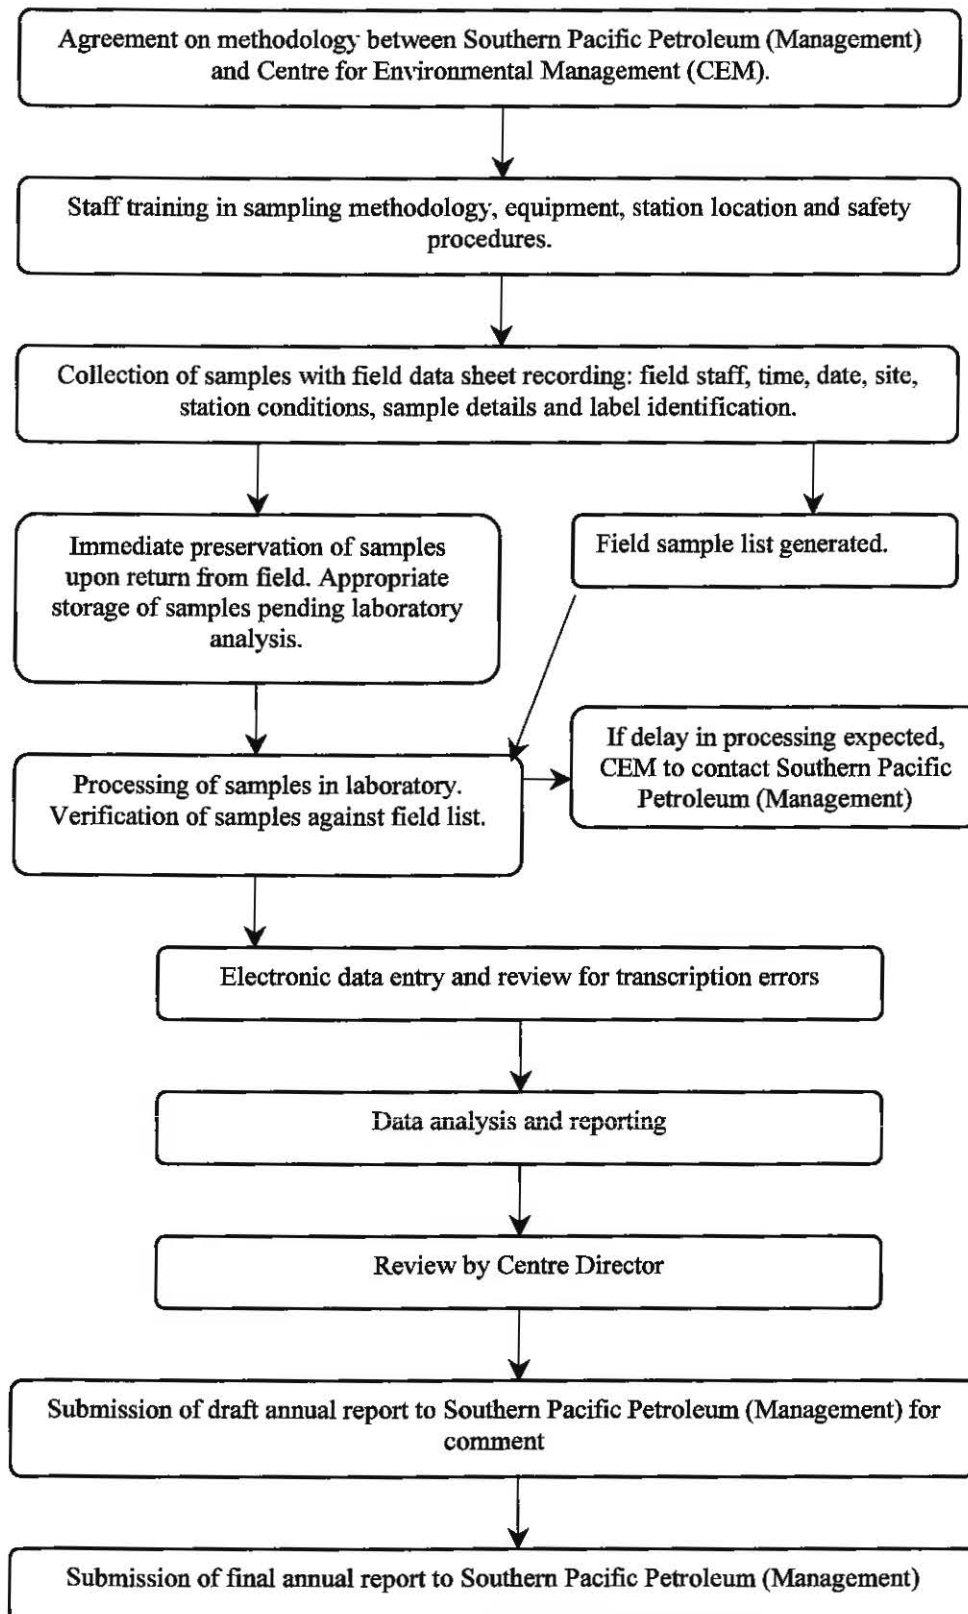 Agreement on methodology between Southern Pacific Petroleum (Management)
and Centre for Environmental Management (CEM).
Staff training in sampling methodology, equipment, station location and safety
procedures.
Collection of samples with field data sheet recording: field staff, time, date, site,
station conditions, sample details and label identification.
Immediate preservation of samples
upon return from field. Appropriate
storage of samples pending laboratory
analysis.
Field sample list generated.
If delay in processing expected,
CEM to contact Southern Pacific
Petroleum (Management)
Processing of samples in laboratory.
Verification of samples against field list.
Electronic data entry and review for transcription errors
Data analysis and reporting
Review by Centre Director
Submission of draft annual report to Southern Pacific Petroleum (Management) for
comment
Submission of final annual report to Southern Pacific Petroleum (Management)